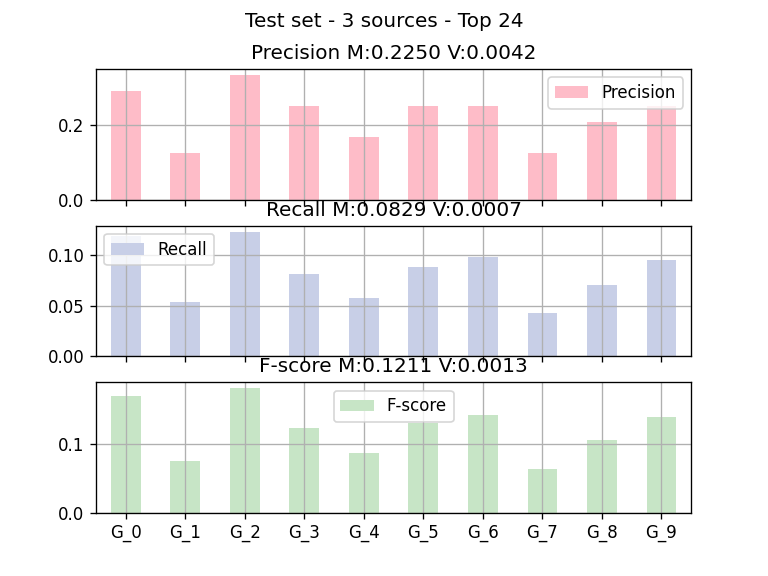 Test set - 3 sources - Top 24
Precision M:0.2250 V:0.0042
Precision
0.2
0.0
Recall M:0.0829 V:0.0007
Recall
0.10
0.05
0.00
F-score M:0.1211 V:0.0013
F-score
0.1
0.0
G_0 G_1 G_2 G_3 G_4 G_5 G_6 G_7 G_8 G_9